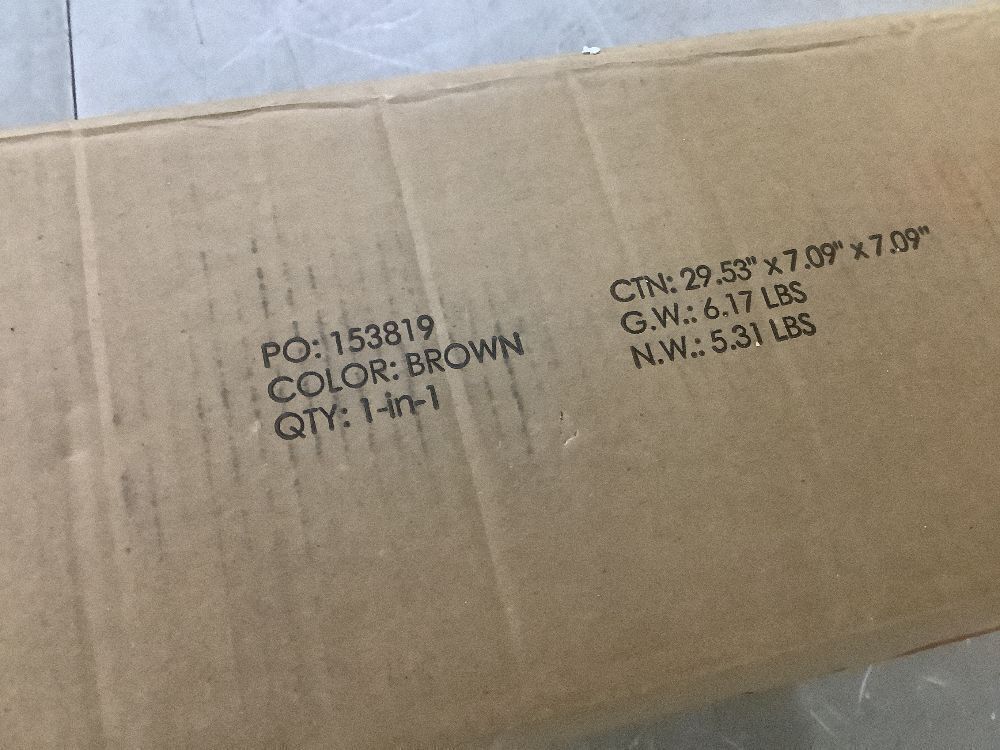 PO: 153819
COLOR: BROWN
QTY: 1-in-1
CTN: 29.53" x 7.09" x 7.09"
G.W.: 6.17 LBS
N.W.: 5.31 LBS